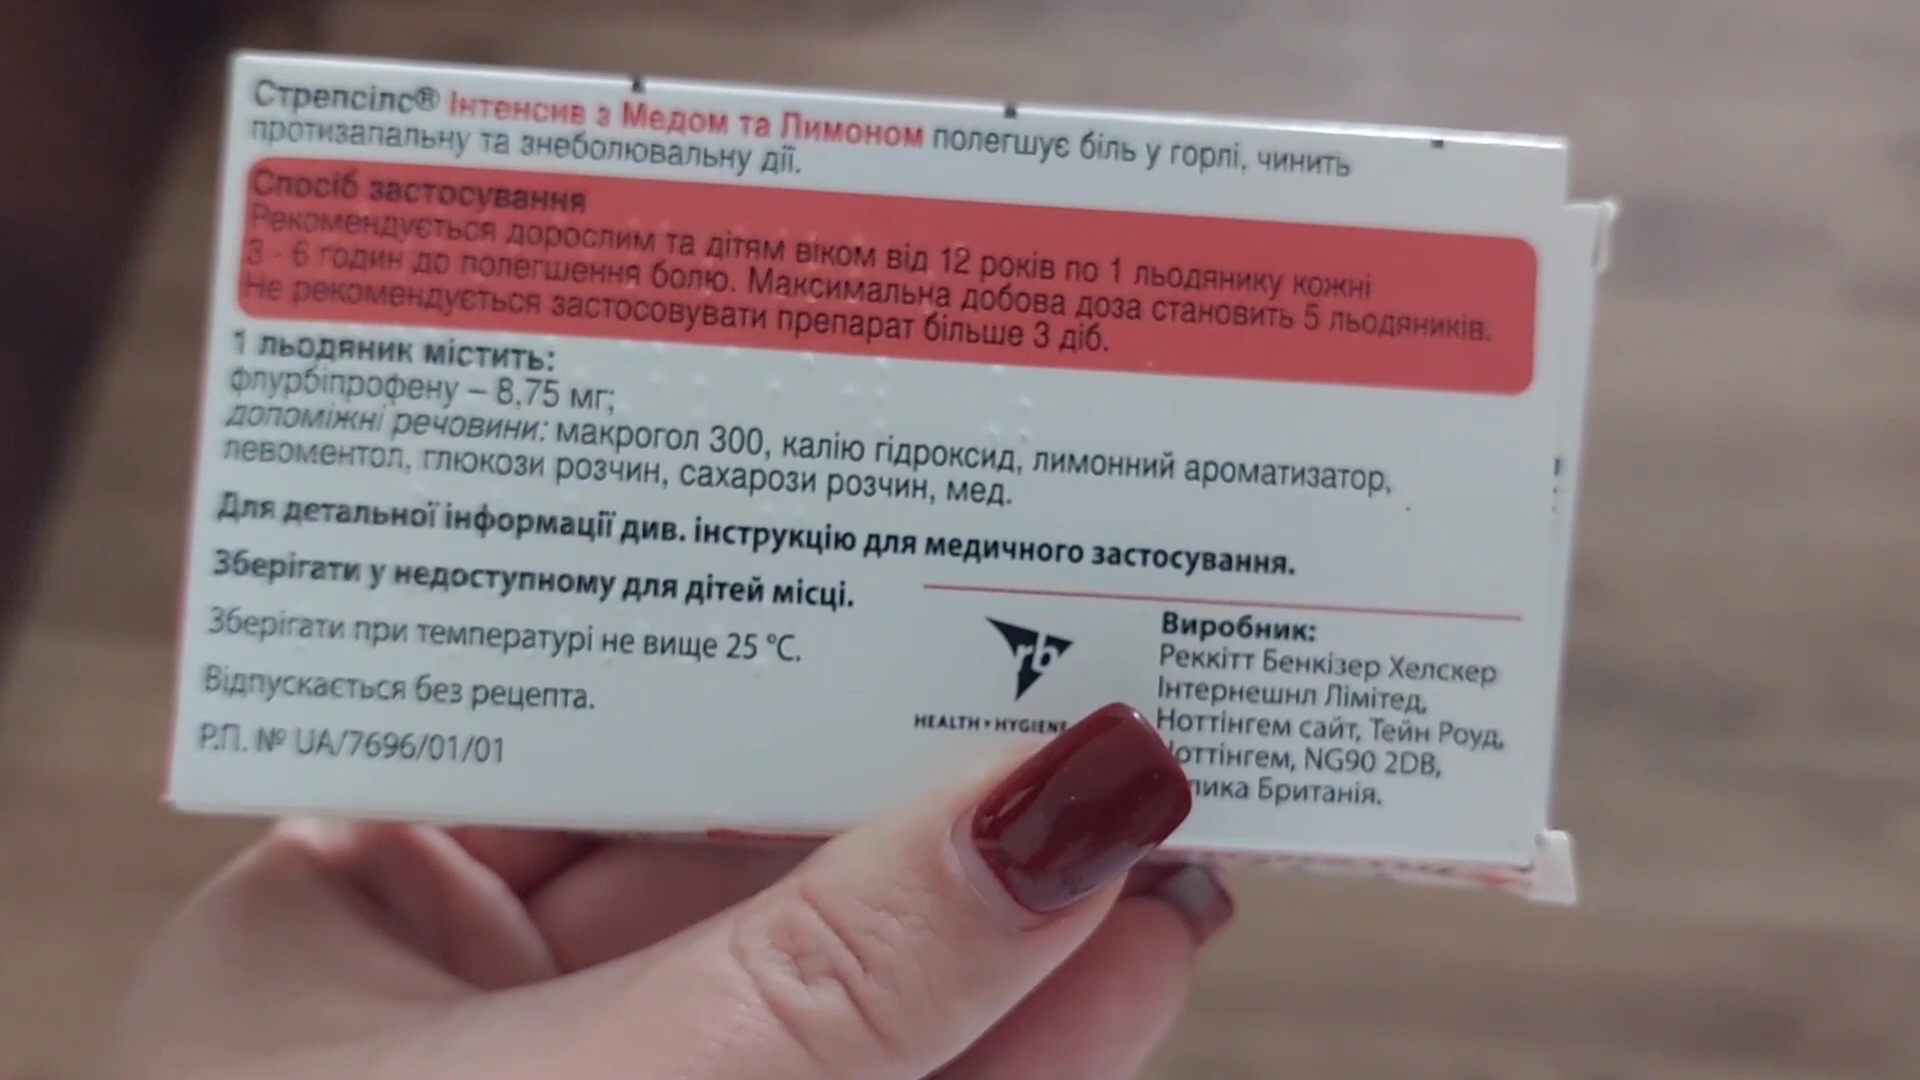 Стрепсілс® Інтенсив з Медом та Лимоном полегшує біль у горлі, чинить
протизапальну та знеболювальну дії.
Спосіб застосування
Рекомендується дорослим та дітям віком від 12 років по 1 льодянику кожні
3 - 6 годин до полегшення болю. Максимальна добова доза становить 5 льодяників.
Не рекомендується застосовувати препарат більше 3 діб.
1 льодяник містить:
флурбіпрофену – 8,75 мг;
допоміжні речовини: макрогол 300, калію гідроксид, лимонний ароматизатор,
левоментол, глюкози розчин, сахарози розчин, мед.
Для детальної інформації див. інструкцію для медичного застосування.
Зберігати у недоступному для дітей місці.
Зберігати при температурі не вище 25 °С.
Відпускається без рецепта.
Р.П. № UA/7696/01/01
rb
HEALTH • HYGIENE
Виробник:
Реккітт Бенкізер Хелскер
Інтернешнл Лімітед,
Ноттінгем сайт, Тейн Роуд,
оттінгем, NG90 2DB,
лика Британія.